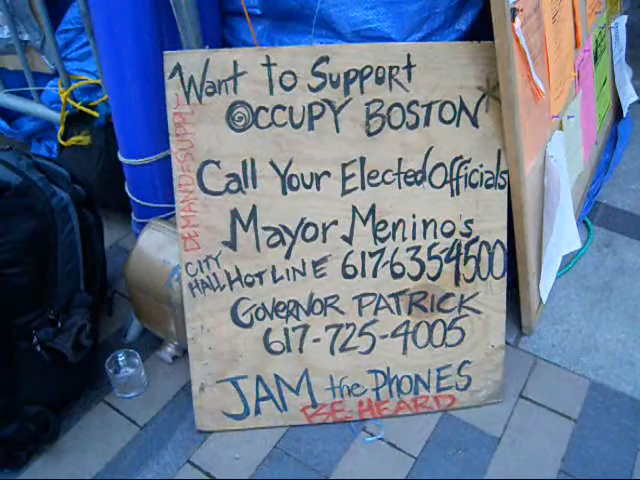 Want to Support
OCCUPY BOSTON
Call Your Elected Officials
Mayor Menino's
CITY HALL HOTLINE 617-635-4500
GOVERNOR PATRICK
617-725-4005
JAM the PHONES
BE HEARD
DEMAND=SUPPLY